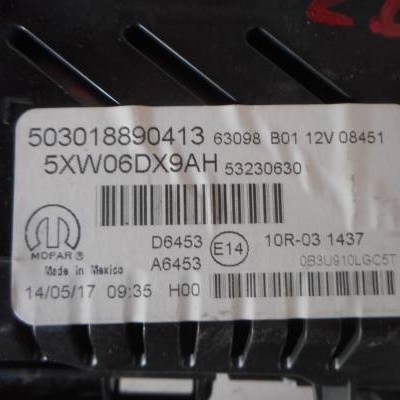 503018890413 63098 B01 12V 08451
5XW06DX9AH 53230630
MOPAR®
Made in Mexico
D6453
A6453
E14
10R-03 1437
0B3U910LGC5T
14/05/17 09:35 H00